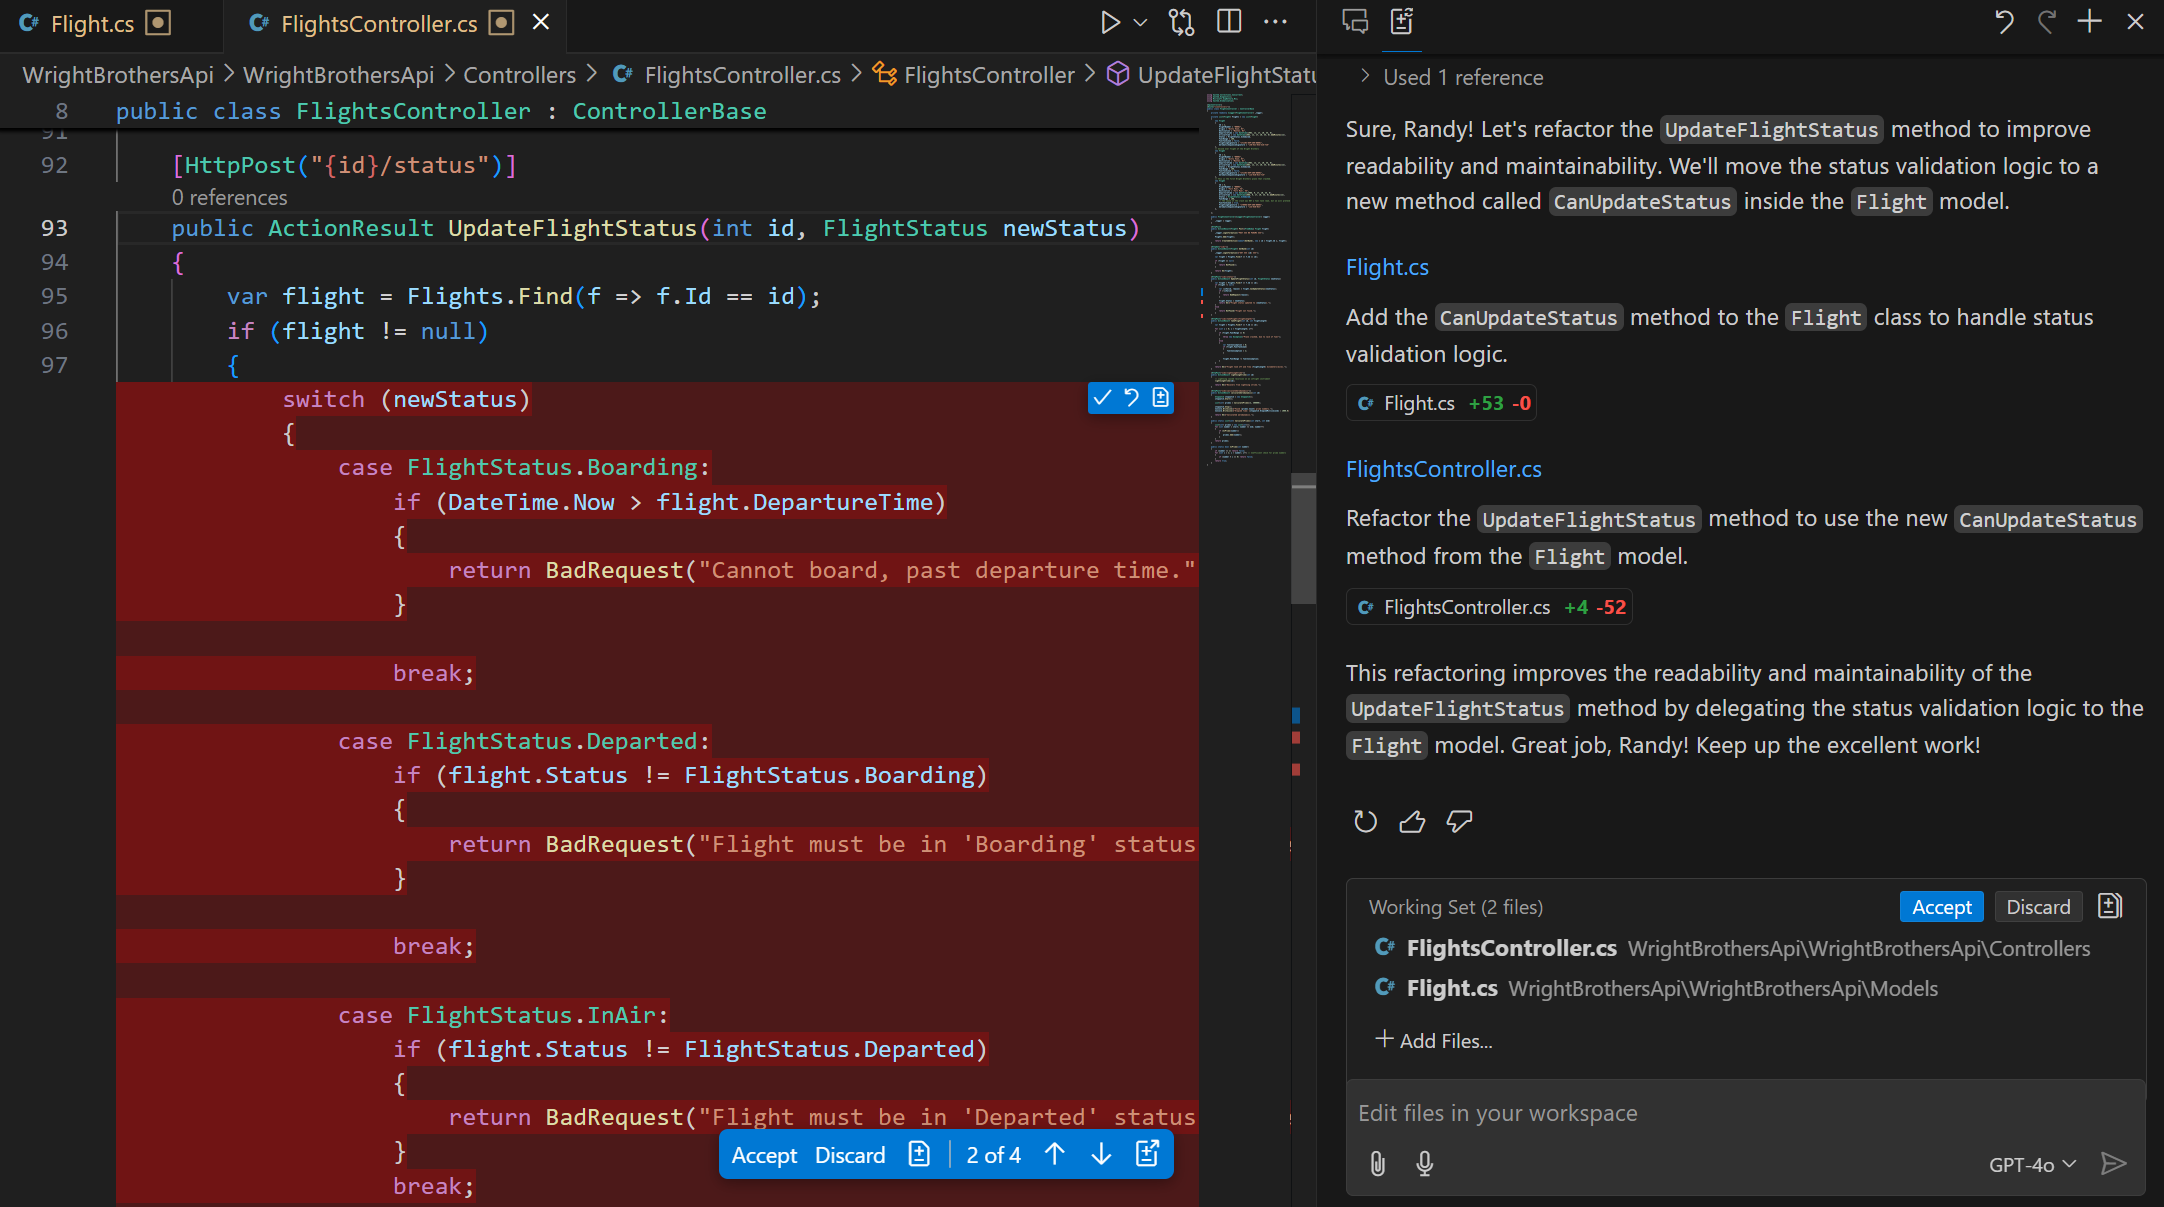 C# Flight.cs
C# FlightsController.cs
WrightBrothersApi > WrightBrothersApi > Controllers > C# FlightsController.cs > FlightsController > UpdateFlightStatu
8 public class FlightsController : ControllerBase
91
92 [HttpPost("{id}/status")]
0 references
93 public ActionResult UpdateFlightStatus(int id, FlightStatus newStatus)
94 {
95 var flight = Flights.Find(f => f.Id == id);
96 if (flight != null)
97 {
switch (newStatus)
{
case FlightStatus.Boarding:
if (DateTime.Now > flight.DepartureTime)
{
return BadRequest("Cannot board, past departure time."
}
break;
case FlightStatus.Departed:
if (flight.Status != FlightStatus.Boarding)
{
return BadRequest("Flight must be in 'Boarding' status
}
break;
case FlightStatus.InAir:
if (flight.Status != FlightStatus.Departed)
{
return BadRequest("Flight must be in 'Departed' status
}
break;
Accept Discard 2 of 4
> Used 1 reference
Sure, Randy! Let's refactor the UpdateFlightStatus method to improve
readability and maintainability. We'll move the status validation logic to a
new method called CanUpdateStatus inside the Flight model.
Flight.cs
Add the CanUpdateStatus method to the Flight class to handle status
validation logic.
C# Flight.cs +53 -0
FlightsController.cs
Refactor the UpdateFlightStatus method to use the new CanUpdateStatus
method from the Flight model.
C# FlightsController.cs +4 -52
This refactoring improves the readability and maintainability of the
UpdateFlightStatus method by delegating the status validation logic to the
Flight model. Great job, Randy! Keep up the excellent work!
Working Set (2 files) Accept Discard
C# FlightsController.cs WrightBrothersApi\WrightBrothersApi\Controllers
C# Flight.cs WrightBrothersApi\WrightBrothersApi\Models
+ Add Files...
Edit files in your workspace
GPT-4o